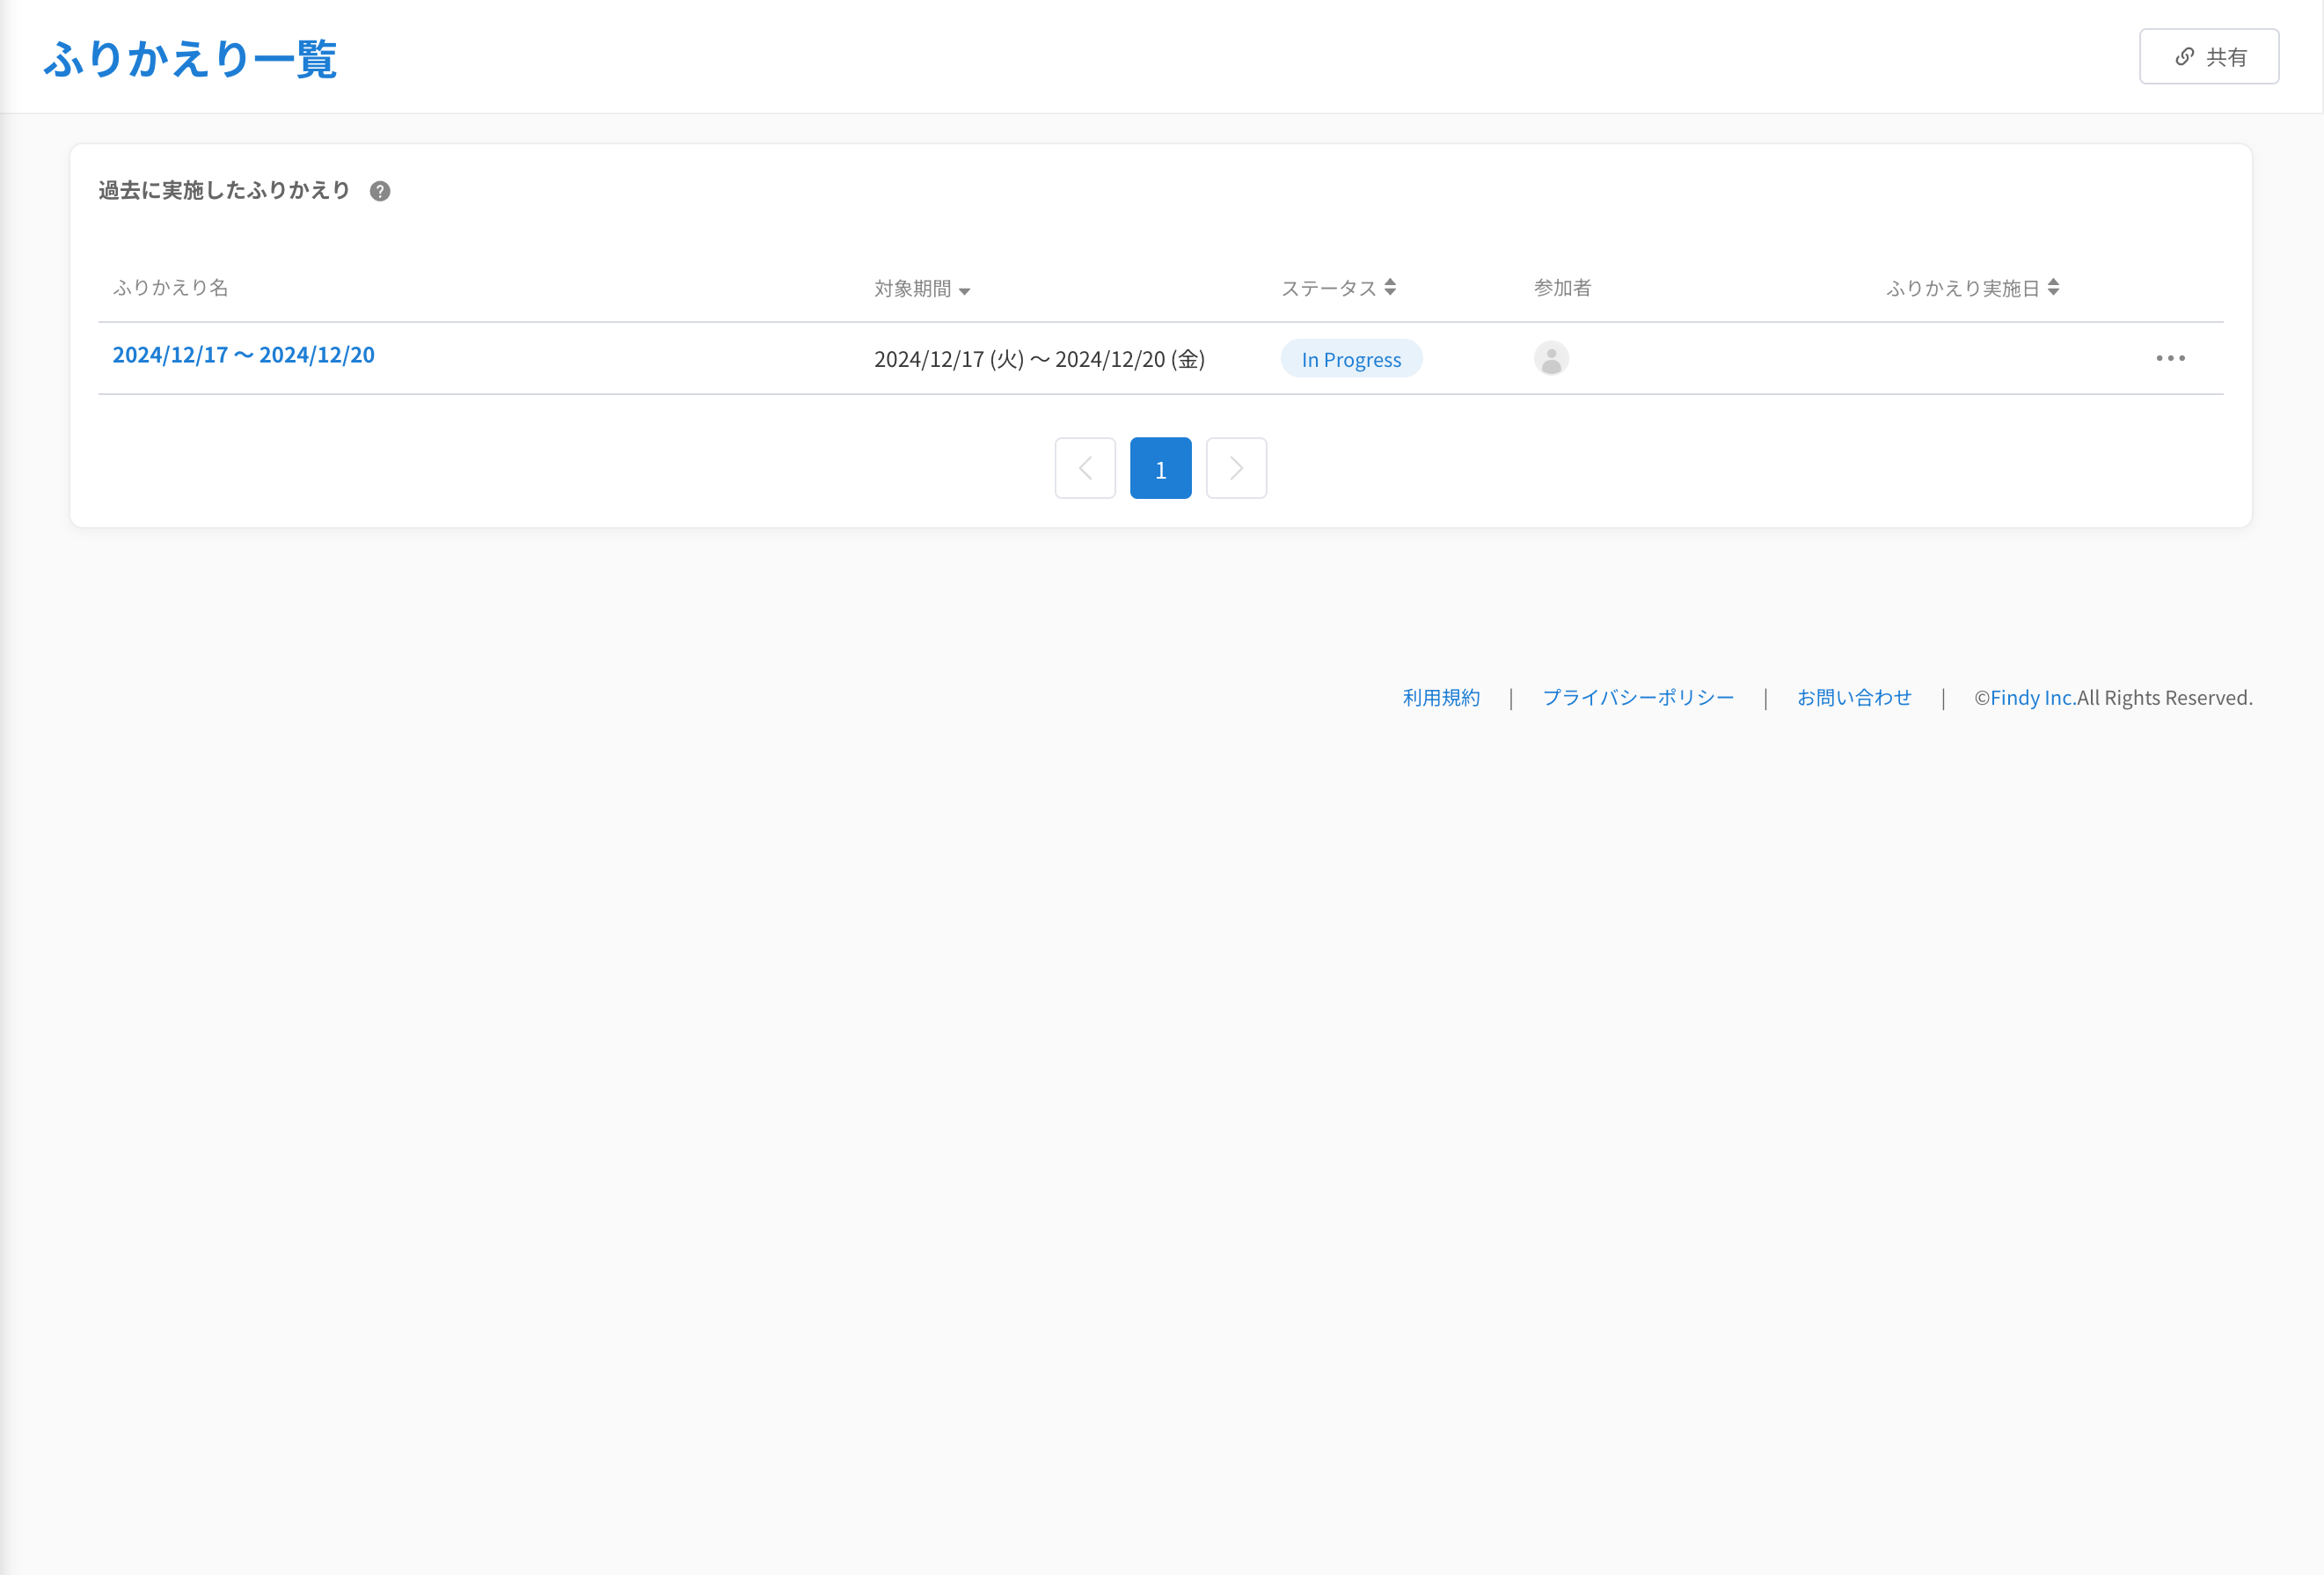 ふりかえり一覧
共有
過去に実施したふりかえり ?
ふりかえり名 対象期間 ステータス 参加者 ふりかえり実施日
2024/12/17 〜 2024/12/20 2024/12/17 (火) 〜 2024/12/20 (金) In Progress
1
利用規約 | プライバシーポリシー | お問い合わせ | ©Findy Inc.All Rights Reserved.